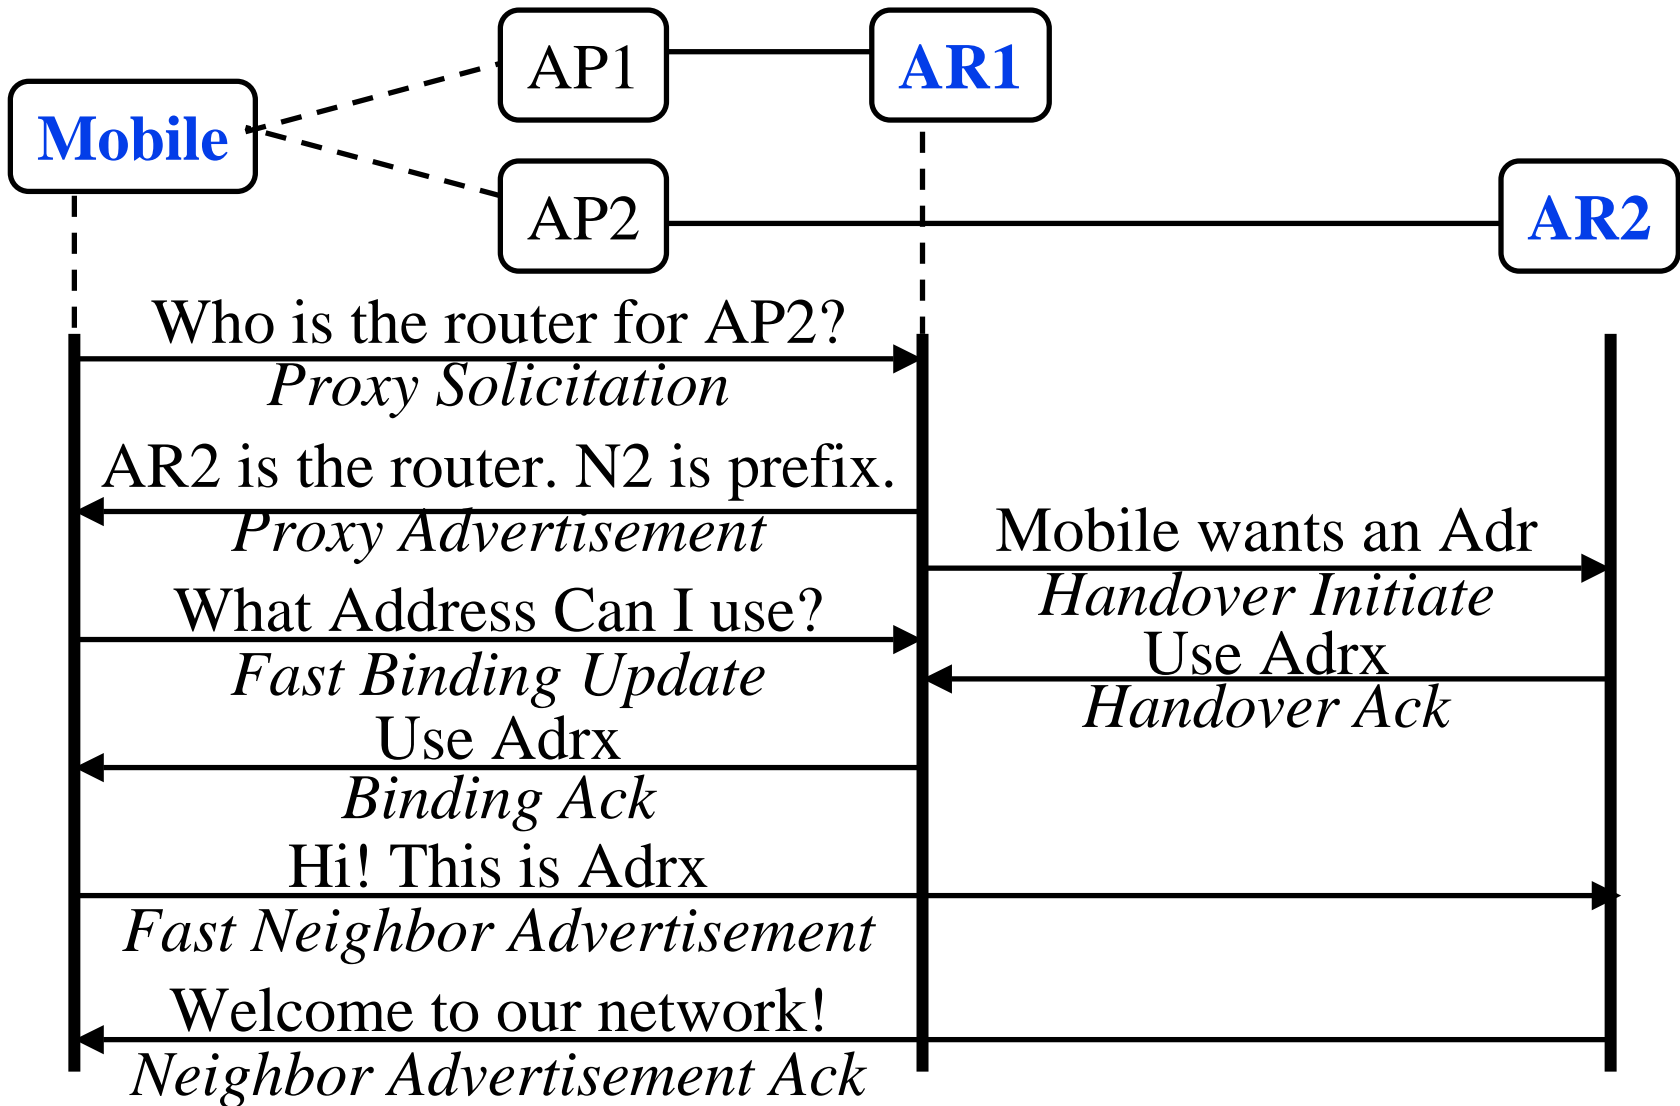 AP1
AR1
Mobile
AP2
AR2
Who is the router for AP2?
Proxy Solicitation
AR2 is the router. N2 is prefix.
Proxy Advertisement
Mobile wants an Adr
Handover Initiate
What Address Can I use?
Fast Binding Update
Use Adrx
Handover Ack
Use Adrx
Binding Ack
Hi! This is Adrx
Fast Neighbor Advertisement
Welcome to our network!
Neighbor Advertisement Ack